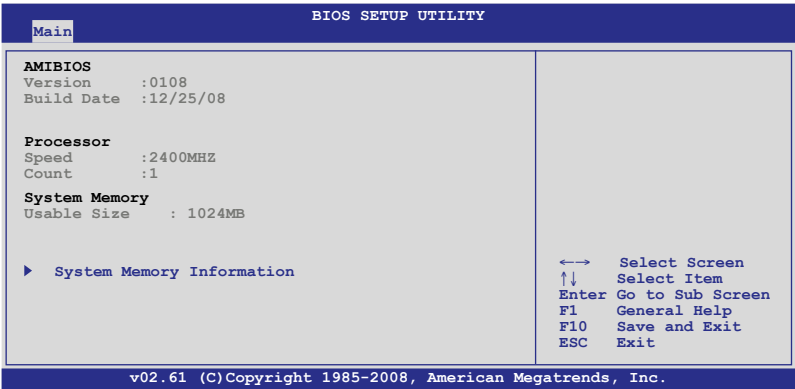 BIOS SETUP UTILITY
Main
AMIBIOS
Version :0108
Build Date :12/25/08
Processor
Speed :2400MHZ
Count :1
System Memory
Usable Size : 1024MB
System Memory Information
←→ Select Screen
↑↓ Select Item
Enter Go to Sub Screen
F1 General Help
F10 Save and Exit
ESC Exit
v02.61 (C)Copyright 1985-2008, American Megatrends, Inc.